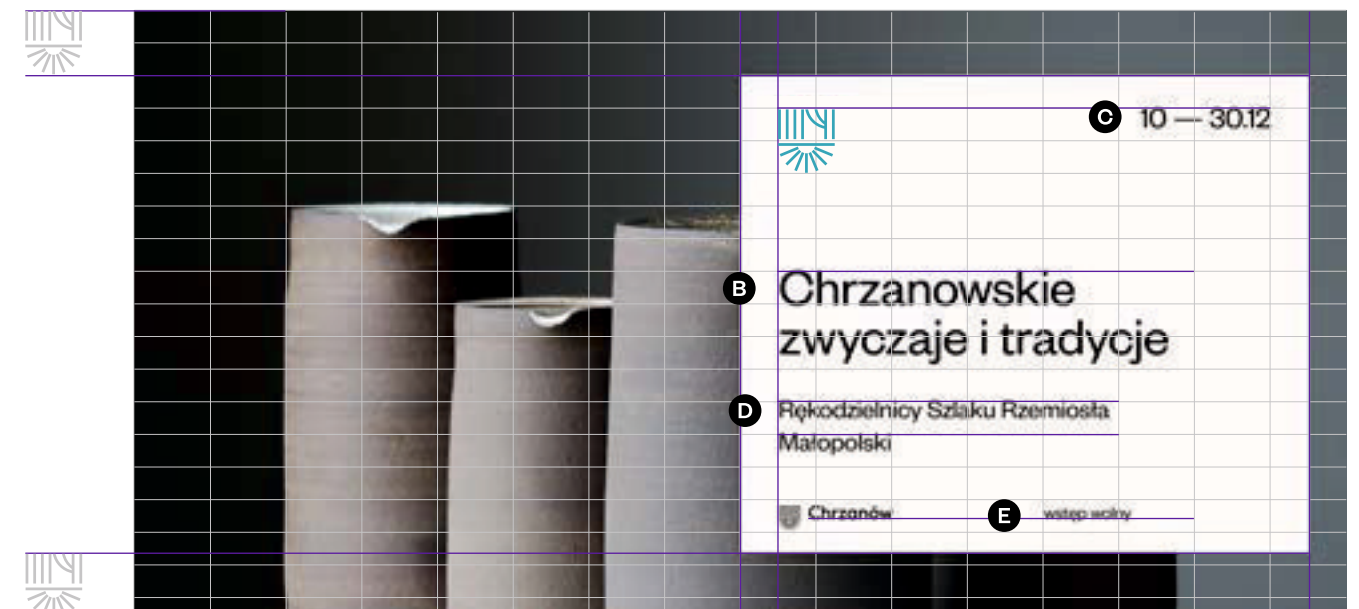 C 10 — 30.12
B Chrzanowskie
zwyczaje i tradycje
D Rękodzielnicy Szlaku Rzemiosła
Małopolski
Chrzanów E wstęp wolny